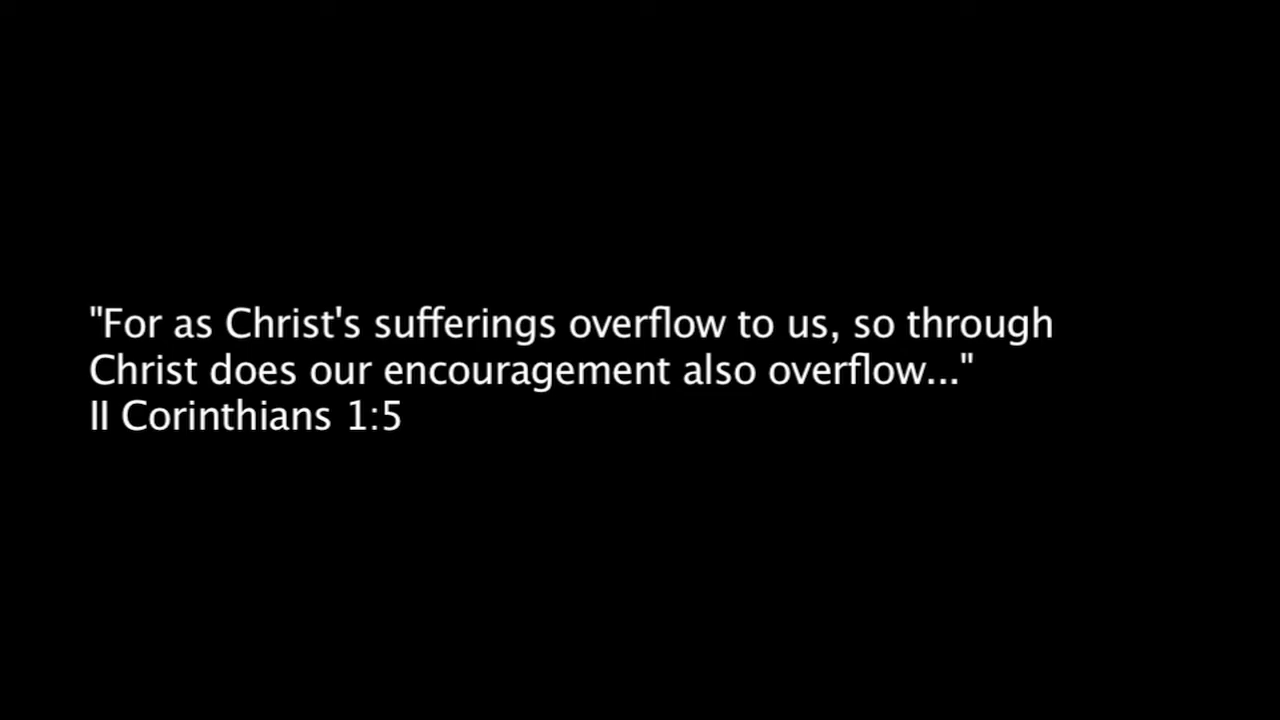 "For as Christ's sufferings overflow to us, so through
Christ does our encouragement also overflow..."
II Corinthians 1:5